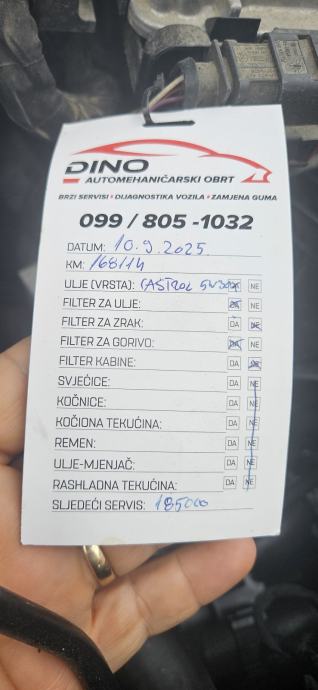 DINO
AUTOMEHANIČARSKI OBRT
BRZI SERVISI • DIJAGNOSTIKA VOZILA • ZAMJENA GUMA
099 / 805 -1032
DATUM: 10.9.2025.
KM: 168114
ULJE (VRSTA): CASTROL 5W30 DA NE
FILTER ZA ULJE: DA NE
FILTER ZA ZRAK: DA NE
FILTER ZA GORIVO: DA NE
FILTER KABINE: DA NE
SVJEĆICE: DA NE
KOČNICE: DA NE
KOČIONA TEKUĆINA: DA NE
REMEN: DA NE
ULJE-MJENJAČ: DA NE
RASHLADNA TEKUĆINA: DA NE
SLJEDEĆI SERVIS: 185000